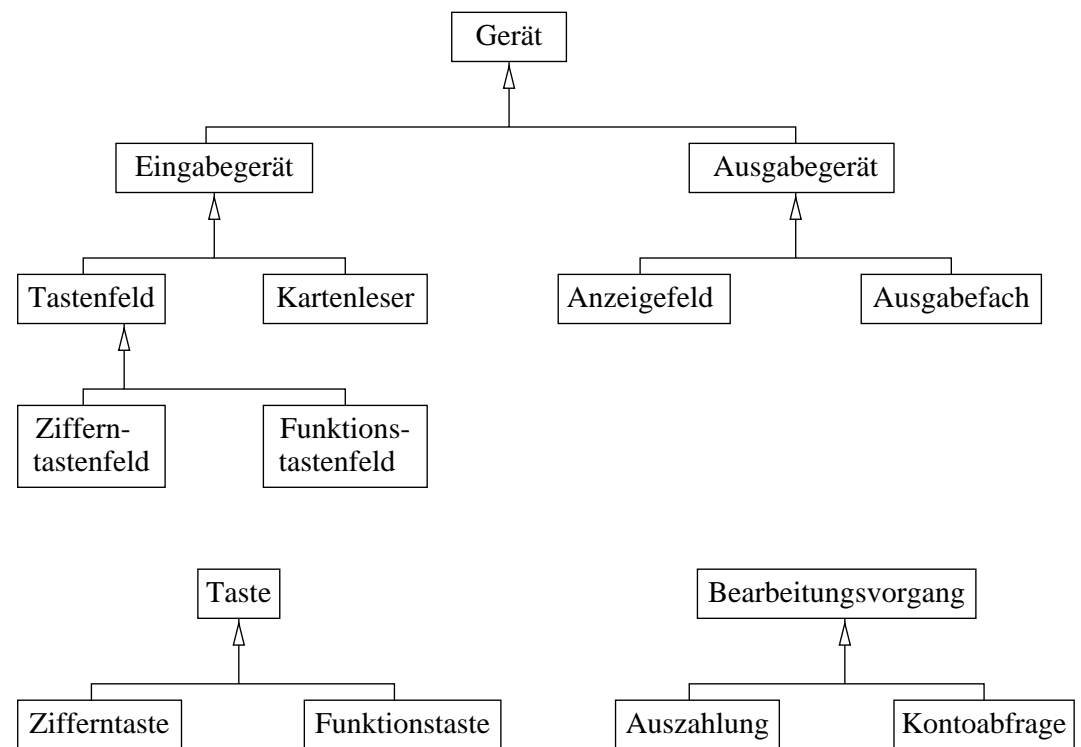 Gerät
Eingabegerät
Ausgabegerät
Tastenfeld
Kartenleser
Anzeigefeld
Ausgabefach
Ziffern-
tastenfeld
Funktions-
tastenfeld
Taste
Bearbeitungsvorgang
Zifferntaste
Funktionstaste
Auszahlung
Kontoabfrage